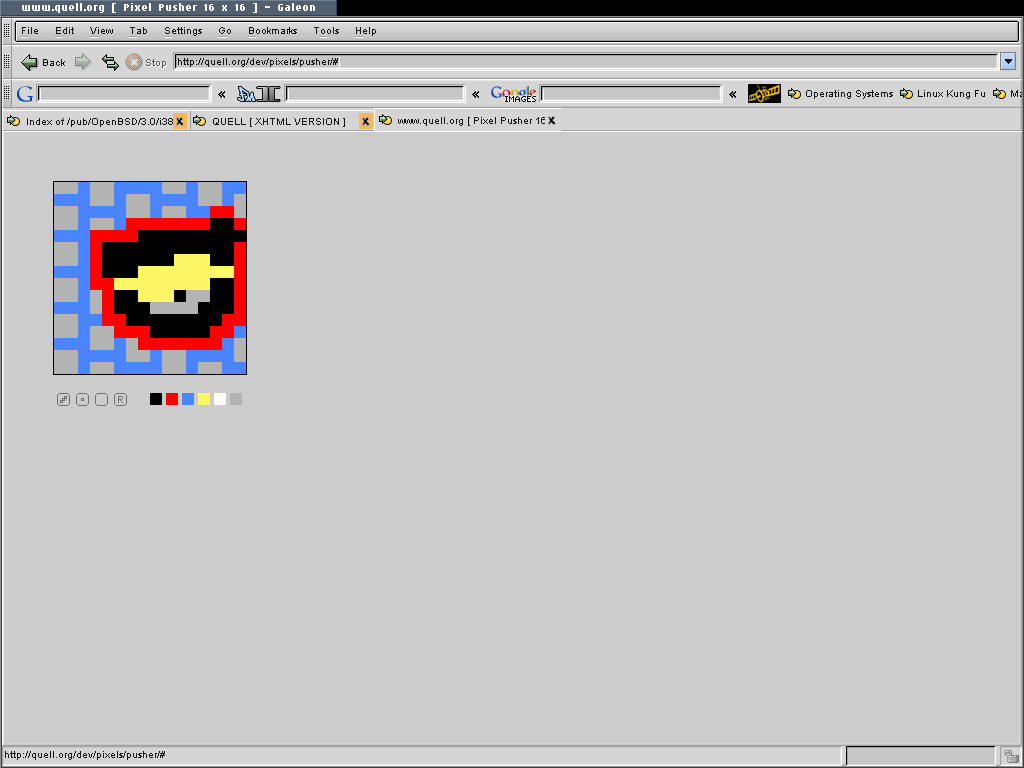 www.quell.org [ Pixel Pusher 16 x 16 ] - Galeon
File Edit View Tab Settings Go Bookmarks Tools Help
Back Stop http://quell.org/dev/pixels/pusher/#
G « « Google IMAGES « Operating Systems Linux Kung Fu Ma
Index of /pub/OpenBSD/3.0/i38 x QUELL [ XHTML VERSION ] x www.quell.org [ Pixel Pusher 16 x
R
http://quell.org/dev/pixels/pusher/#